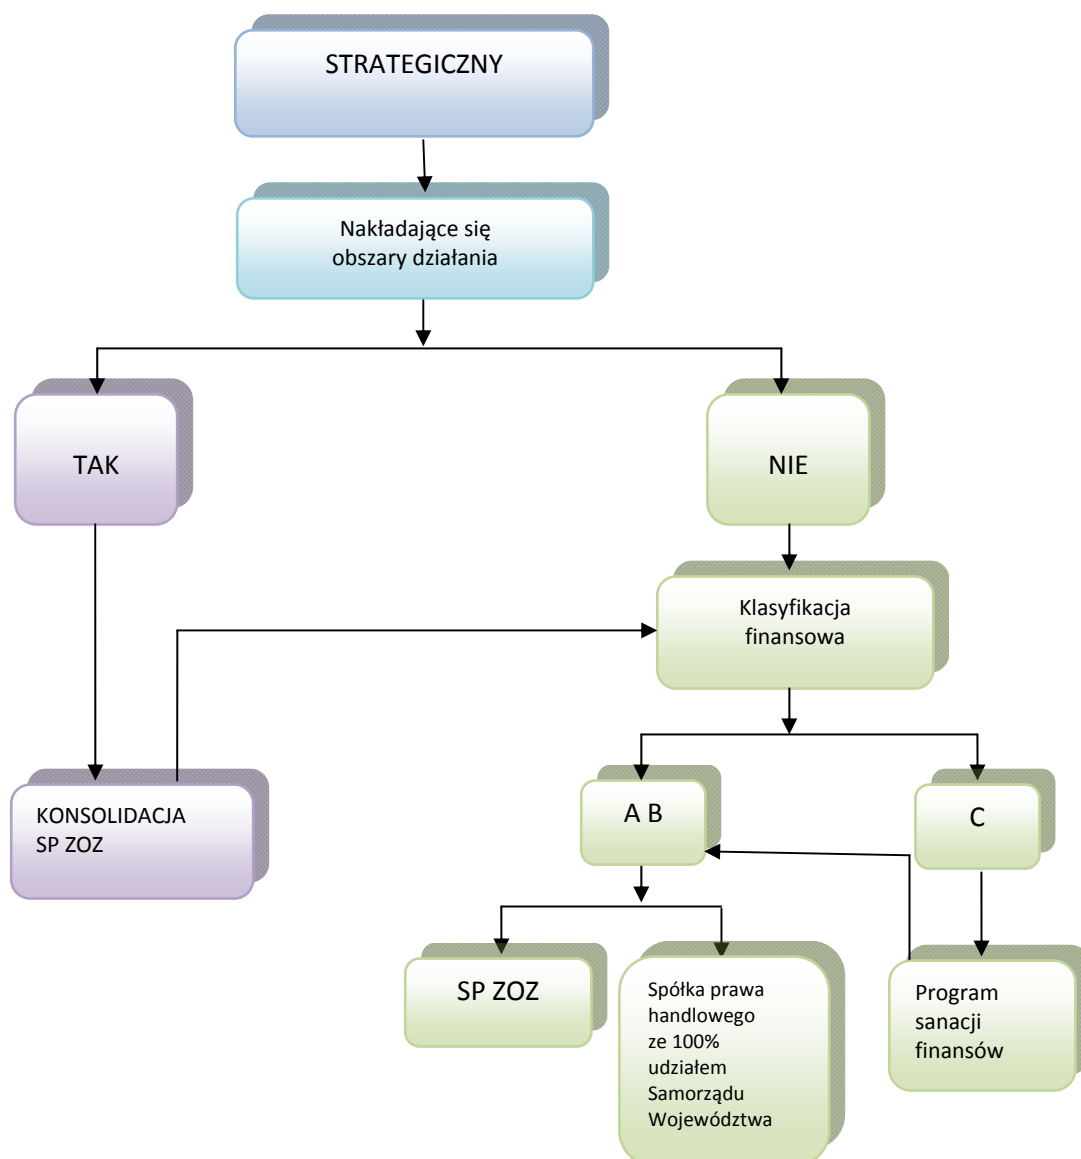 STRATEGICZNY
Nakładające się
obszary działania
TAK
NIE
Klasyfikacja
finansowa
KONSOLIDACJA
SP ZOZ
A B
C
SP ZOZ
Spółka prawa
handlowego
ze 100%
udziałem
Samorządu
Województwa
Program
sanacji
finansów